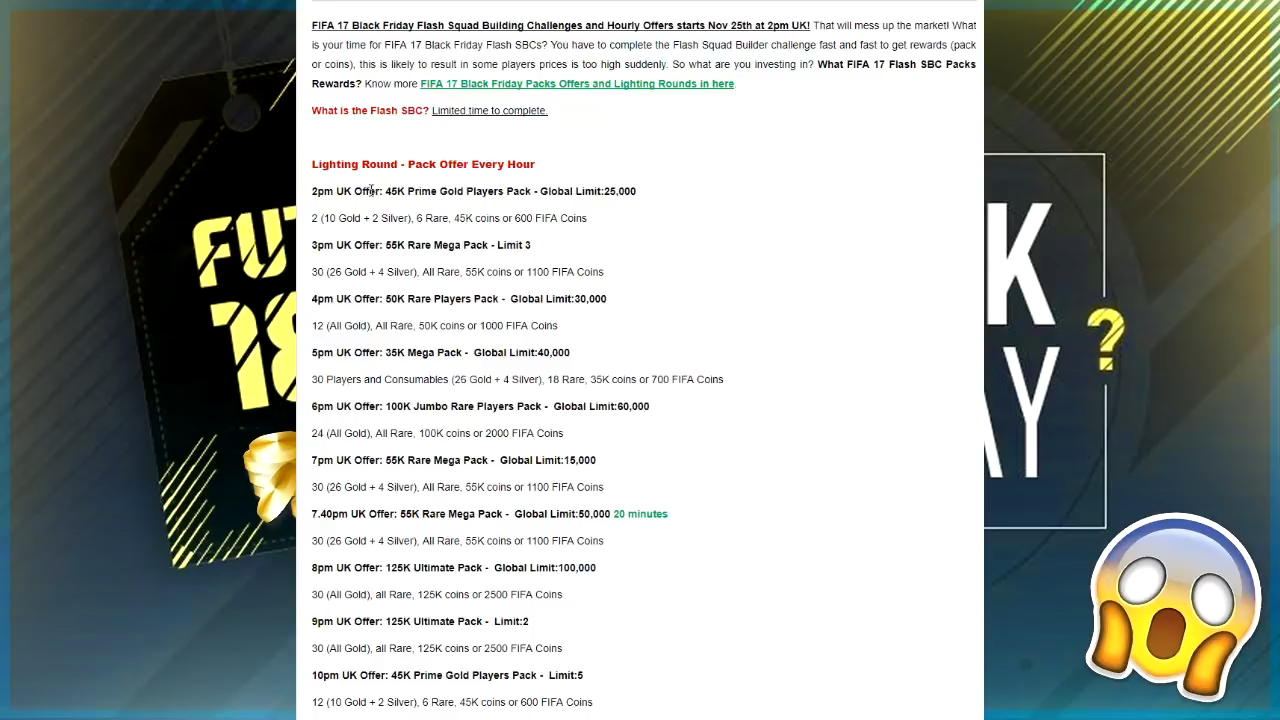 FIFA 17 Black Friday Flash Squad Building Challenges and Hourly Offers starts Nov 25th at 2pm UK! That will mess up the market! What
is your time for FIFA 17 Black Friday Flash SBCs? You have to complete the Flash Squad Builder challenge fast and fast to get rewards (pack
or coins), this is likely to result in some players prices is too high suddenly. So what are you investing in? What FIFA 17 Flash SBC Packs
Rewards? Know more FIFA 17 Black Friday Packs Offers and Lighting Rounds in here
What is the Flash SBC? Limited time to complete.
Lighting Round - Pack Offer Every Hour
2pm UK Offer: 45K Prime Gold Players Pack - Global Limit:25,000
2 (10 Gold + 2 Silver), 6 Rare, 45K coins or 600 FIFA Coins
3pm UK Offer: 55K Rare Mega Pack - Limit 3
30 (26 Gold + 4 Silver), All Rare, 55K coins or 1100 FIFA Coins
4pm UK Offer: 50K Rare Players Pack - Global Limit:30,000
12 (All Gold), All Rare, 50K coins or 1000 FIFA Coins
5pm UK Offer: 35K Mega Pack - Global Limit:40,000
30 Players and Consumables (26 Gold + 4 Silver), 18 Rare, 35K coins or 700 FIFA Coins
6pm UK Offer: 100K Jumbo Rare Players Pack - Global Limit:60,000
24 (All Gold), All Rare, 100K coins or 2000 FIFA Coins
7pm UK Offer: 55K Rare Mega Pack - Global Limit:15,000
30 (26 Gold + 4 Silver), All Rare, 55K coins or 1100 FIFA Coins
7.40pm UK Offer: 55K Rare Mega Pack - Global Limit:50,000 20 minutes
30 (26 Gold + 4 Silver), All Rare, 55K coins or 1100 FIFA Coins
8pm UK Offer: 125K Ultimate Pack - Global Limit:100,000
30 (All Gold), all Rare, 125K coins or 2500 FIFA Coins
9pm UK Offer: 125K Ultimate Pack - Limit:2
30 (All Gold), all Rare, 125K coins or 2500 FIFA Coins
10pm UK Offer: 45K Prime Gold Players Pack - Limit:5
12 (10 Gold + 2 Silver), 6 Rare, 45K coins or 600 FIFA Coins
FUT
18
K
AY
?